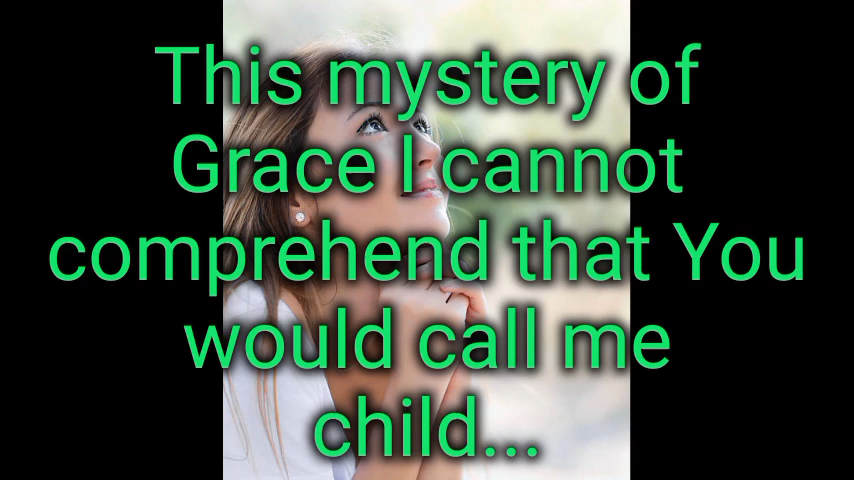 This mystery of
Grace I cannot
comprehend that You
would call me
child...